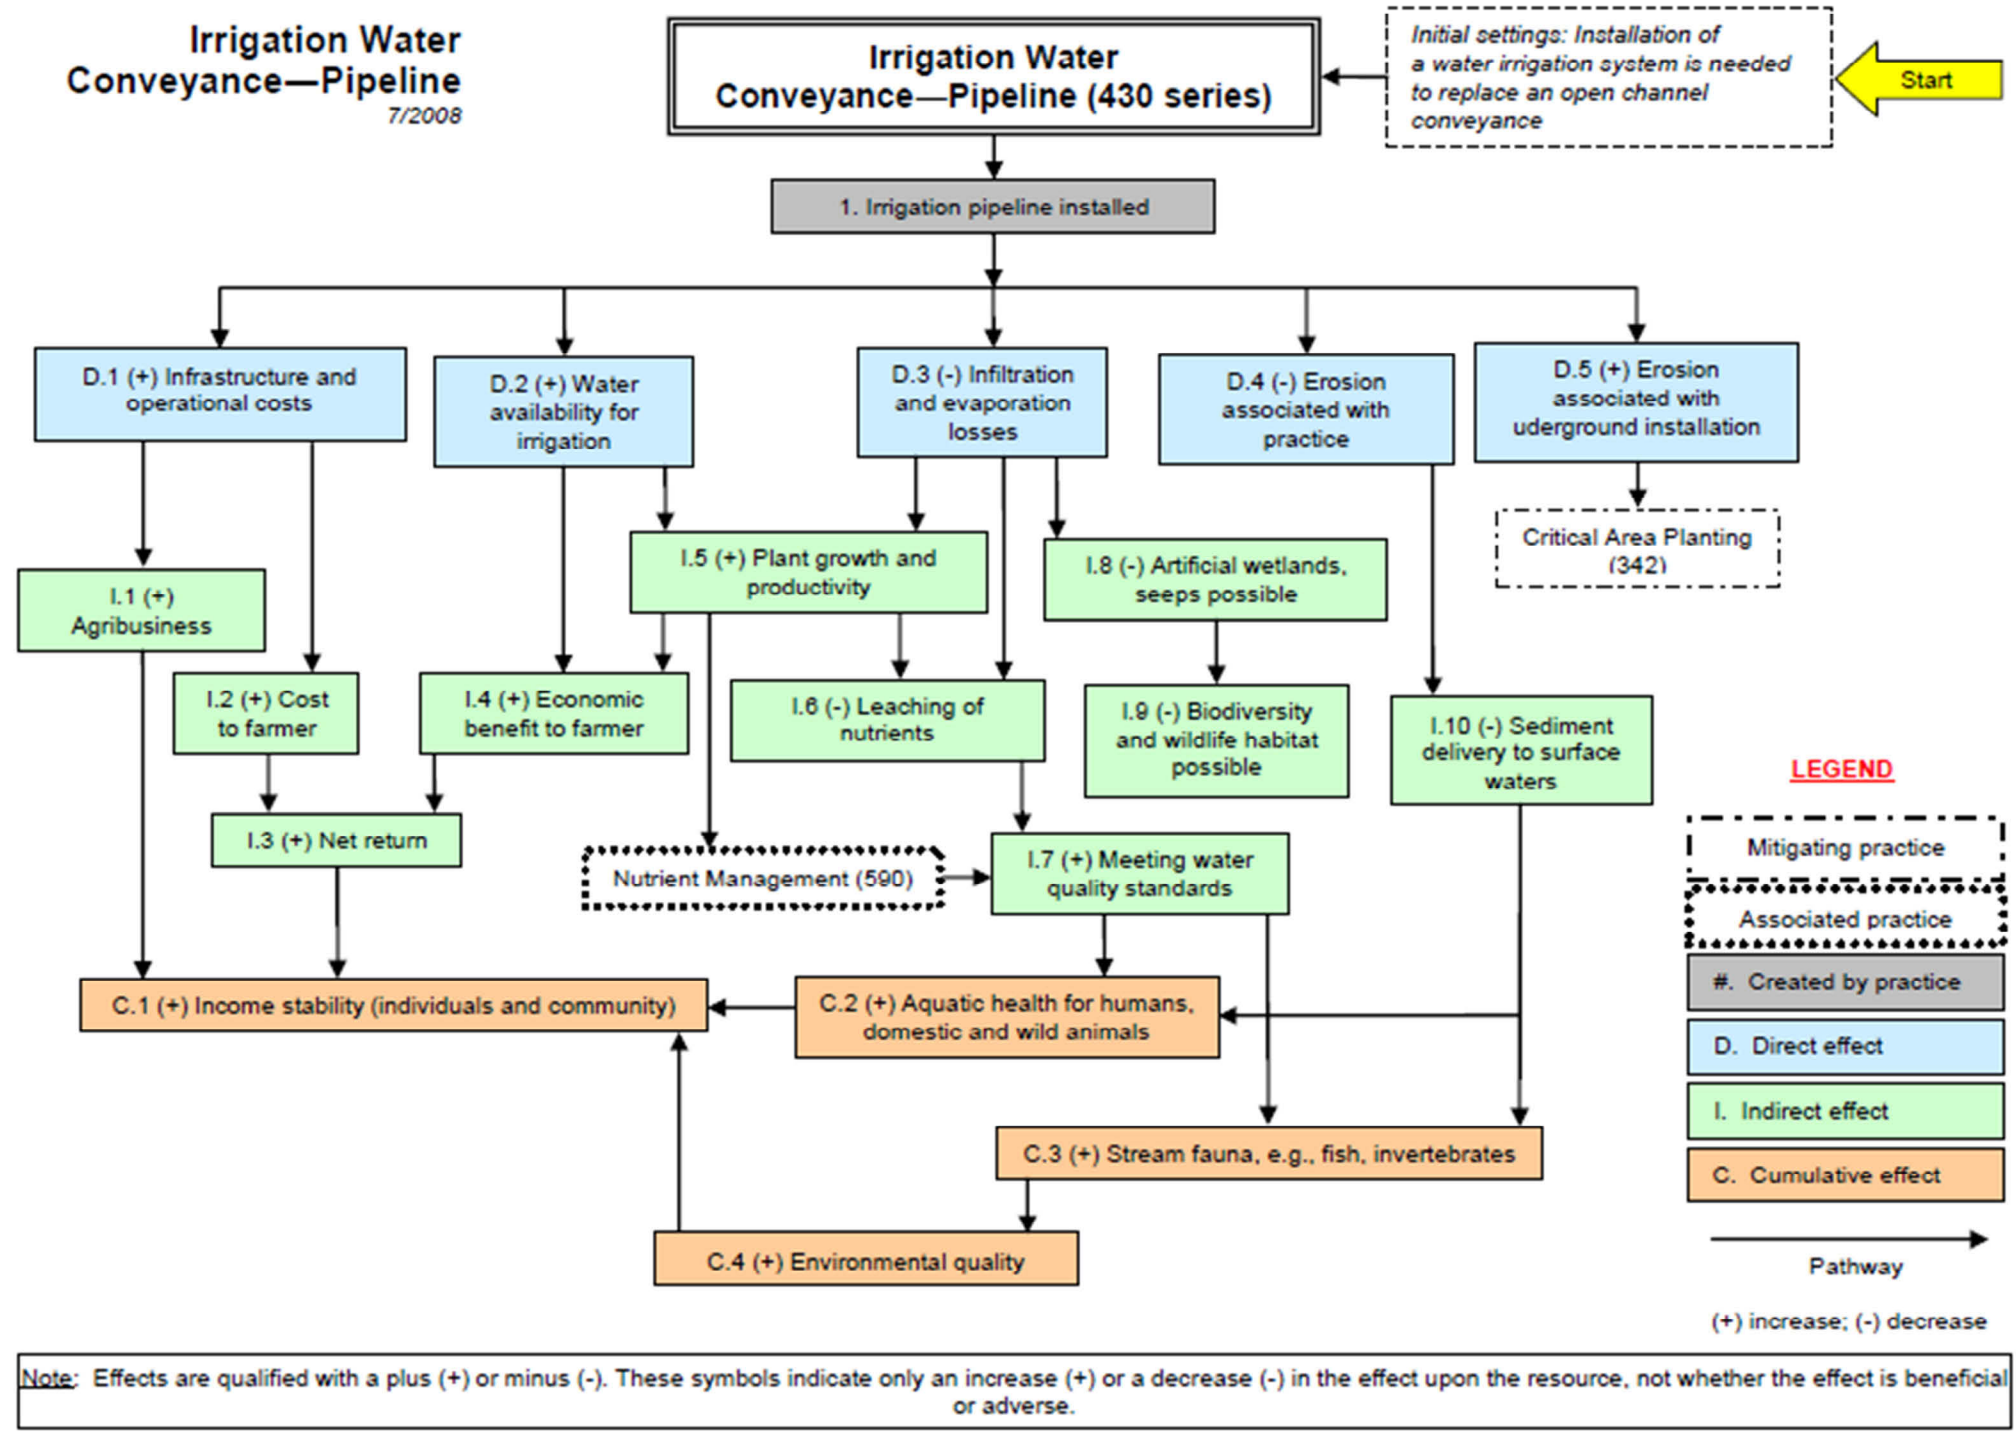 Irrigation Water
Conveyance—Pipeline
7/2008
Irrigation Water
Conveyance—Pipeline (430 series)
Initial settings: Installation of
a water irrigation system is needed
to replace an open channel
conveyance
Start
1. Irrigation pipeline installed
D.1 (+) Infrastructure and
operational costs
D.2 (+) Water
availability for
irrigation
D.3 (-) Infiltration
and evaporation
losses
D.4 (-) Erosion
associated with
practice
D.5 (+) Erosion
associated with
uderground installation
Critical Area Planting
(342)
I.5 (+) Plant growth and
productivity
I.8 (-) Artificial wetlands,
seeps possible
I.1 (+)
Agribusiness
I.2 (+) Cost
to farmer
I.4 (+) Economic
benefit to farmer
I.6 (-) Leaching of
nutrients
I.9 (-) Biodiversity
and wildlife habitat
possible
I.10 (-) Sediment
delivery to surface
waters
I.3 (+) Net return
Nutrient Management (590)
I.7 (+) Meeting water
quality standards
C.1 (+) Income stability (individuals and community)
C.2 (+) Aquatic health for humans,
domestic and wild animals
C.3 (+) Stream fauna, e.g., fish, invertebrates
C.4 (+) Environmental quality
LEGEND
Mitigating practice
Associated practice
#. Created by practice
D. Direct effect
I. Indirect effect
C. Cumulative effect
Pathway
(+) increase; (-) decrease
Note: Effects are qualified with a plus (+) or minus (-). These symbols indicate only an increase (+) or a decrease (-) in the effect upon the resource, not whether the effect is beneficial
or adverse.